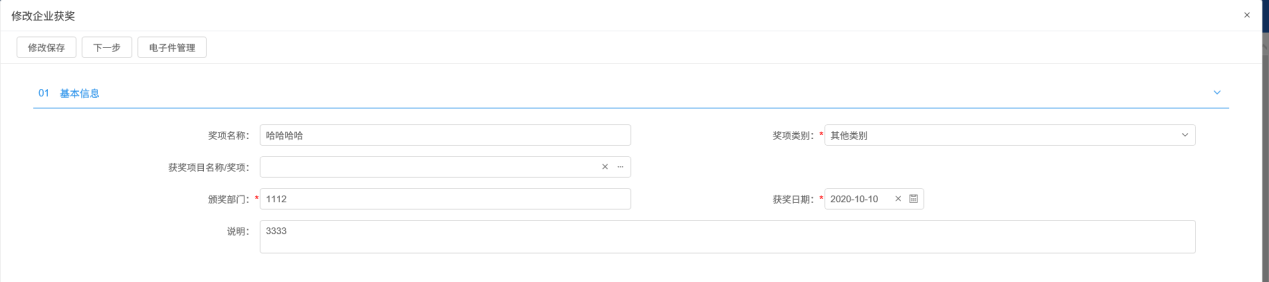 修改企业获奖
修改保存 下一步 电子件管理
01 基本信息
奖项名称： 哈哈哈哈 奖项类别：* 其他类别
获奖项目名称/奖项：
颁奖部门：* 1112 获奖日期：* 2020-10-10
说明： 3333